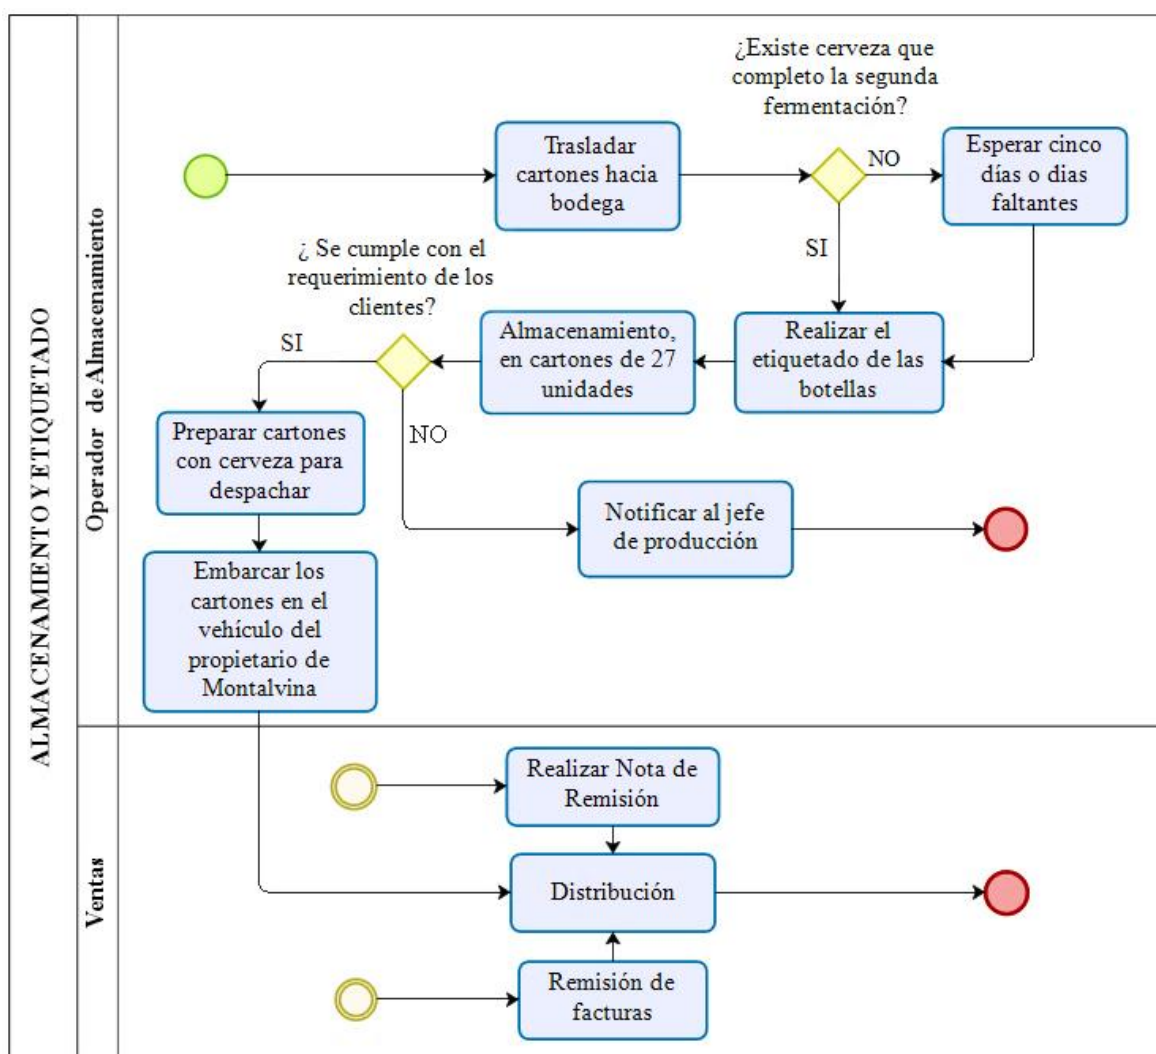 ALMACENAMIENTO Y ETIQUETADO
Operador de Almacenamiento
¿Existe cerveza que
completo la segunda
fermentación?
Trasladar
cartones hacia
bodega
NO
Esperar cinco
días o dias
faltantes
SI
¿ Se cumple con el
requerimiento de los
clientes?
Almacenamiento,
en cartones de 27
unidades
Realizar el
etiquetado de las
botellas
SI
NO
Preparar cartones
con cerveza para
despachar
Notificar al jefe
de producción
Embarcar los
cartones en el
vehículo del
propietario de
Montalvina
Ventas
Realizar Nota de
Remisión
Distribución
Remisión de
facturas